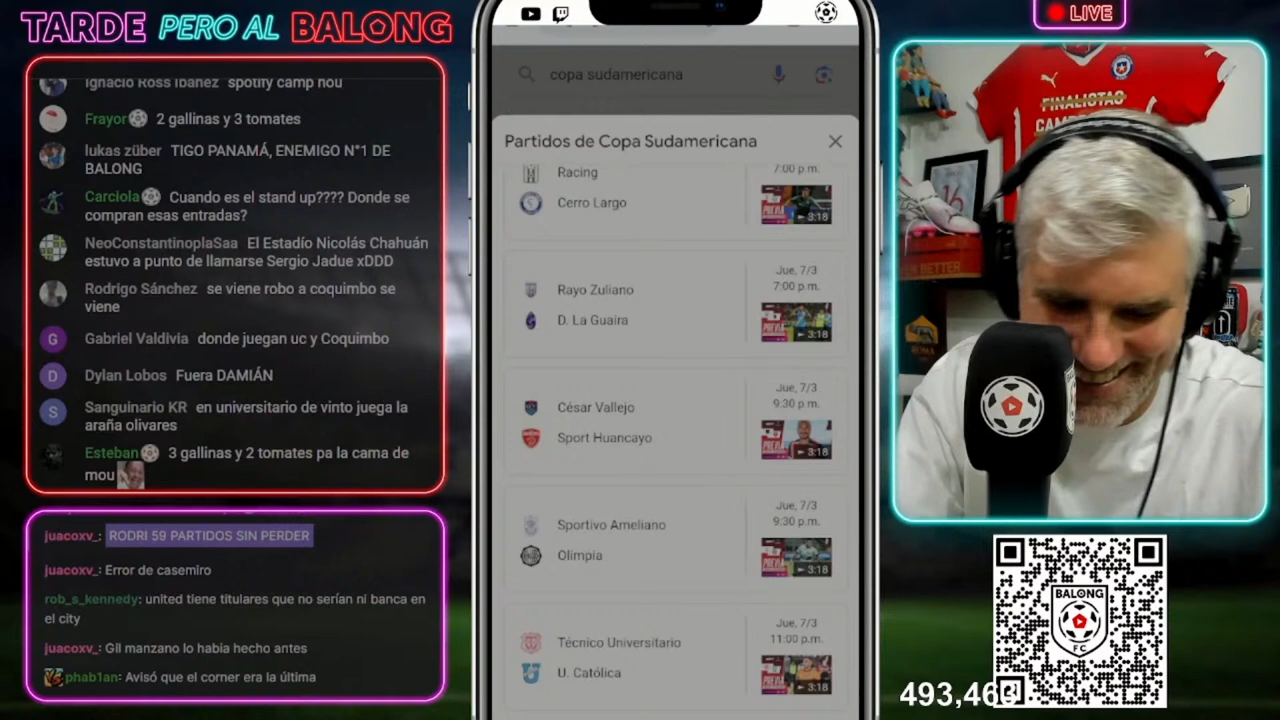 TARDE PERO AL BALONG
Ignacio Ross Ibanez spotify camp nou
Frayor 2 gallinas y 3 tomates
lukas züber TIGO PANAMÁ, ENEMIGO N°1 DE
BALONG
Carclola Cuando es el stand up???? Donde se
compran esas entradas?
NeoConstantinoplaSaa El Estadío Nicolás Chahuán
estuvo a punto de llamarse Sergio Jadue xDDD
Rodrigo Sánchez se viene robo a coquimbo se
viene
G Gabriel Valdivia donde juegan uc y Coquimbo
D Dylan Lobos Fuera DAMIÁN
S Sanguinario KR en universitario de vinto juega la
araña olivares
Esteban 3 gallinas y 2 tomates pa la cama de
mou
juacoxv_: RODRI 59 PARTIDOS SIN PERDER
juacoxv_: Error de casemiro
rob_s_kennedy: united tiene titulares que no serían ni banca en
el city
juacoxv_: Gil manzano lo habia hecho antes
phab1an: Avisó que el corner era la última
copa sudamericana
Partidos de Copa Sudamericana
Racing
Cerro Largo
7:00 p.m.
PREVIA
3:18
Rayo Zuliano
D. La Guaira
Jue, 7/3
7:00 p.m.
3:18
César Vallejo
Sport Huancayo
Jue, 7/3
9:30 p.m.
3:18
Sportivo Ameliano
Olimpia
Jue, 7/3
9:30 p.m.
3:18
Técnico Universitario
U. Católica
Jue, 7/3
11:00 p.m.
3:18
LIVE
FINALISTAS
16
BETTER
ROMA
BALONG
FC